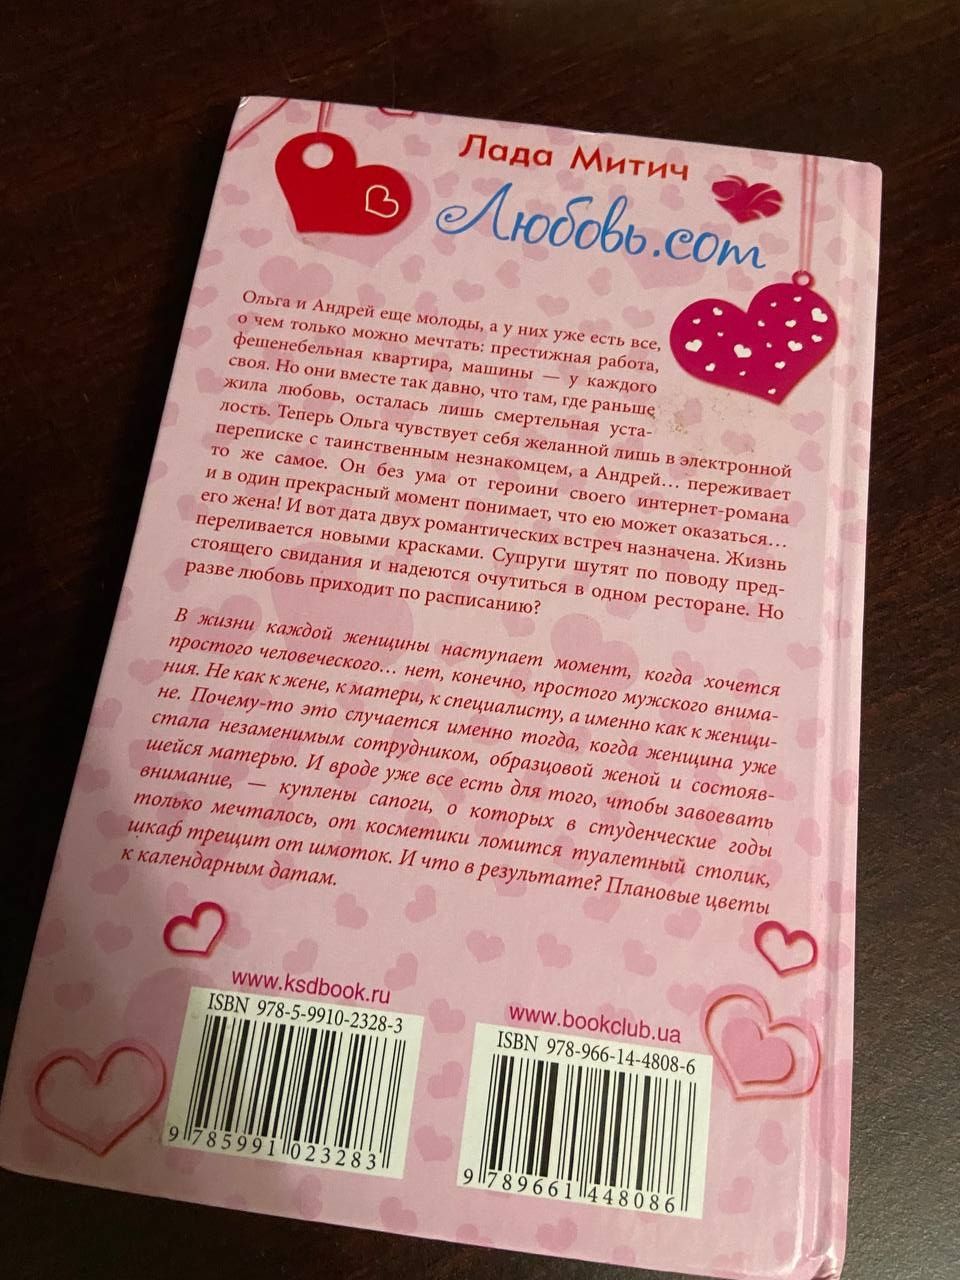 Лада Митич
Любовь.com
Ольга и Андрей еще молоды, а у них уже есть все,
о чем только можно мечтать: престижная работа,
фешенебельная квартира, машины — у каждого
своя. Но они вместе так давно, что там, где раньше
жила любовь, осталась лишь смертельная уста-
лость. Теперь Ольга чувствует себя желанной лишь в электронной
переписке с таинственным незнакомцем, а Андрей... переживает
то же самое. Он без ума от героини своего интернет-романа
и в один прекрасный момент понимает, что ею может оказаться...
его жена! И вот дата двух романтических встреч назначена. Жизнь
переливается новыми красками. Супруги шутят по поводу пред-
стоящего свидания и надеются очутиться в одном ресторане. Но
разве любовь приходит по расписанию?
В жизни каждой женщины наступает момент, когда хочется
простого человеческого... нет, конечно, простого мужского внима-
ния. Не как к жене, к матери, к специалисту, а именно как к женщи-
не. Почему-то это случается именно тогда, когда женщина уже
стала незаменимым сотрудником, образцовой женой и состояв-
шейся матерью. И вроде уже все есть для того, чтобы завоевать
внимание, — куплены сапоги, о которых в студенческие годы
только мечталось, от косметики ломится туалетный столик,
шкаф трещит от шмоток. И что в результате? Плановые цветы
к календарным датам.
www.ksdbook.ru
ISBN 978-5-9910-2328-3
9 785991 023283
www.bookclub.ua
ISBN 978-966-14-4808-6
9 789661 448086